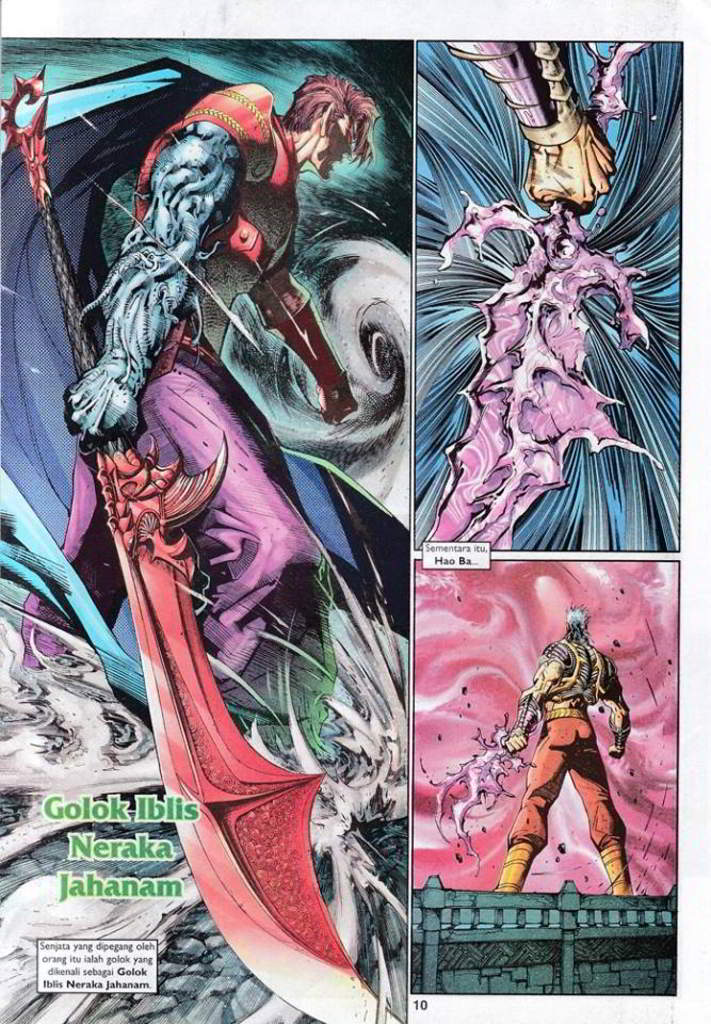 Golok Iblis
Neraka
Jahanam
Senjata yang dipegang oleh
orang itu ialah golok yang
dikenali sebagai Golok
Iblis Neraka Jahanam.
Sementara itu,
Hao Ba...
10